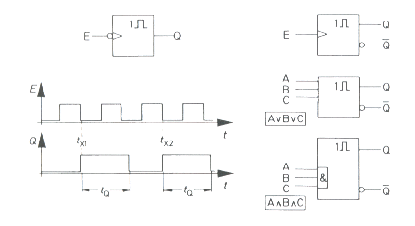 E 1 Q
E 1 Q Q̅
E
t
t_X1 t_X2
Q
t_Q t_Q t
A B C 1 Q Q̅
A∨B∨C
A B C & 1 Q Q̅
A∧B∧C